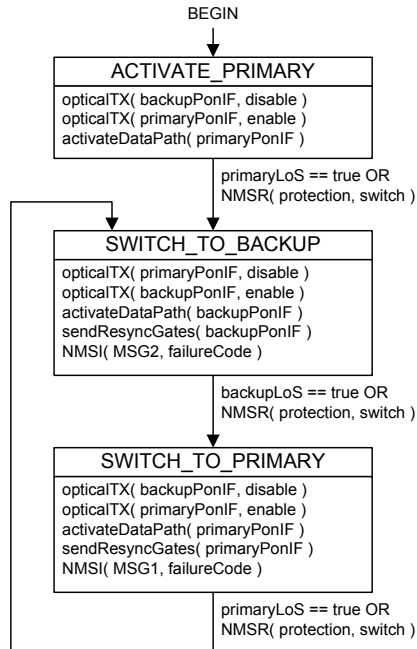 BEGIN
ACTIVATE_PRIMARY
opticalTX( backupPonIF, disable )
opticalTX( primaryPonIF, enable )
activateDataPath( primaryPonIF )
primaryLoS == true OR
NMSR( protection, switch )
SWITCH_TO_BACKUP
opticalTX( primaryPonIF, disable )
opticalTX( backupPonIF, enable )
activateDataPath( backupPonIF )
sendResyncGates( backupPonIF )
NMSI( MSG2, failureCode )
backupLoS == true OR
NMSR( protection, switch )
SWITCH_TO_PRIMARY
opticalTX( backupPonIF, disable )
opticalTX( primaryPonIF, enable )
activateDataPath( primaryPonIF )
sendResyncGates( primaryPonIF )
NMSI( MSG1, failureCode )
primaryLoS == true OR
NMSR( protection, switch )